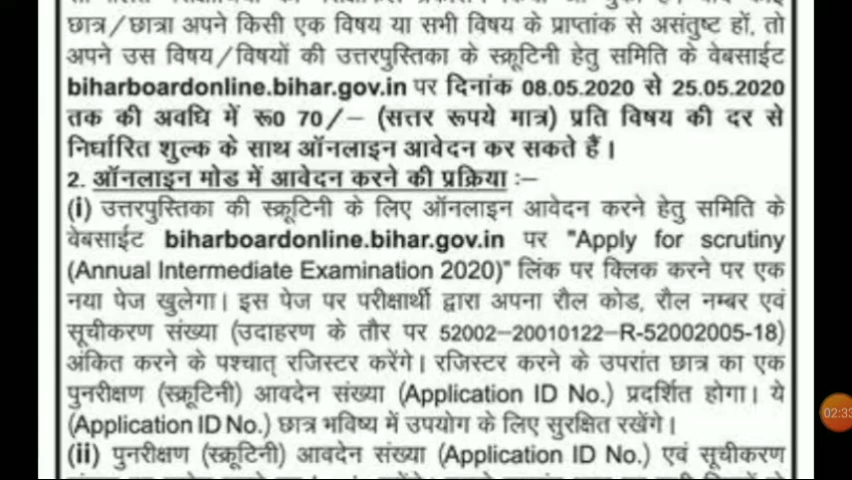 छात्र/छात्रा अपने किसी एक विषय या सभी विषय के प्राप्तांक से असंतुष्ट हों, तो
अपने उस विषय/विषयों की उत्तरपुस्तिका के स्क्रूटिनी हेतु समिति के वेबसाईट
biharboardonline.bihar.gov.in पर दिनांक 08.05.2020 से 25.05.2020
तक की अवधि में रू0 70/– (सत्तर रूपये मात्र) प्रति विषय की दर से
निर्धारित शुल्क के साथ ऑनलाइन आवेदन कर सकते हैं।
2. ऑनलाइन मोड में आवेदन करने की प्रक्रिया :–
(i) उत्तरपुस्तिका की स्क्रूटिनी के लिए ऑनलाइन आवेदन करने हेतु समिति के
वेबसाईट biharboardonline.bihar.gov.in पर "Apply for scrutiny
(Annual Intermediate Examination 2020)" लिंक पर क्लिक करने पर एक
नया पेज खुलेगा। इस पेज पर परीक्षार्थी द्वारा अपना रौल कोड, रौल नम्बर एवं
सूचीकरण संख्या (उदाहरण के तौर पर 52002–20010122–R-52002005-18)
अंकित करने के पश्चात् रजिस्टर करेंगे। रजिस्टर करने के उपरांत छात्र का एक
पुनरीक्षण (स्क्रूटिनी) आवदेन संख्या (Application ID No.) प्रदर्शित होगा। ये
(Application ID No.) छात्र भविष्य में उपयोग के लिए सुरक्षित रखेंगे।
(ii) पुनरीक्षण (स्क्रूटिनी) आवदेन संख्या (Application ID No.) एवं सूचीकरण
02:33